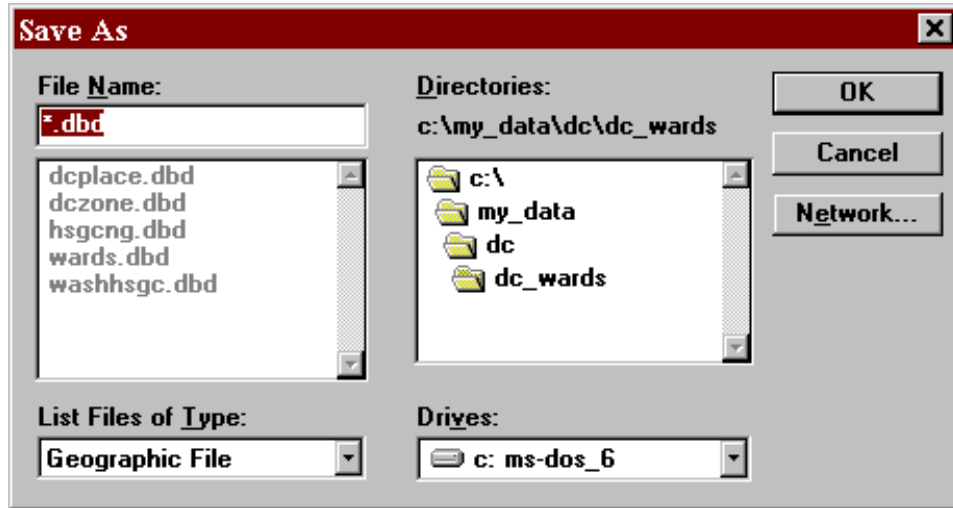 Save As
File Name:
*.dbd
dcplace.dbd
dczone.dbd
hsgcng.dbd
wards.dbd
washhsgc.dbd
List Files of Type:
Geographic File
Directories:
c:\my_data\dc\dc_wards
c:\
my_data
dc
dc_wards
Drives:
c: ms-dos_6
OK
Cancel
Network...